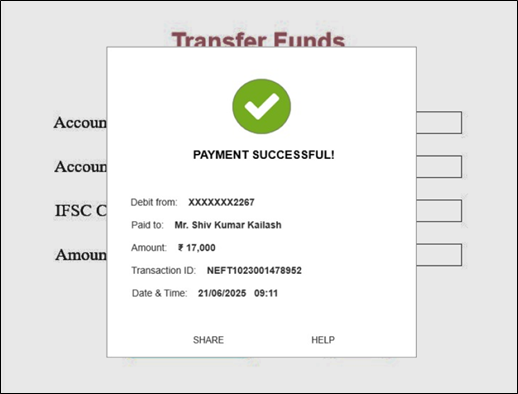 Transfer Funds
PAYMENT SUCCESSFUL!
Accoun
Debit from: XXXXXXX2267
Accoun
Paid to: Mr. Shiv Kumar Kailash
IFSC C
Amount: ₹ 17,000
Amoun
Transaction ID: NEFT1023001478952
Date & Time: 21/06/2025 09:11
SHARE HELP